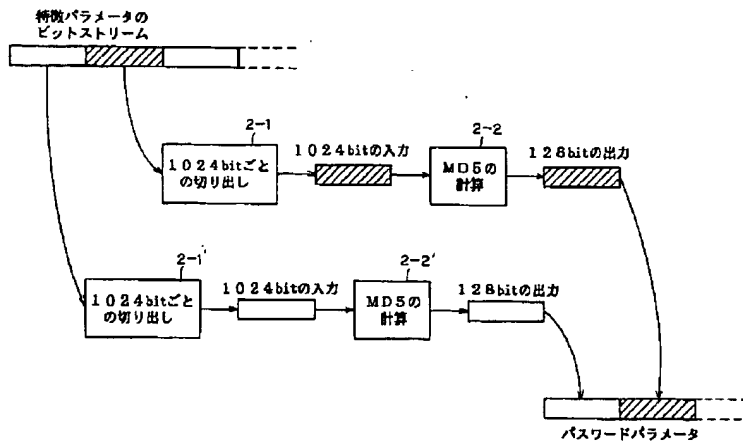 特徴パラメータの
ビットストリーム
2-1
1024bitごと
の切り出し
1024bitの入力
2-2
MD5の
計算
128bitの出力
2-1'
1024bitごと
の切り出し
1024bitの入力
2-2'
MD5の
計算
128bitの出力
パスワードパラメータ